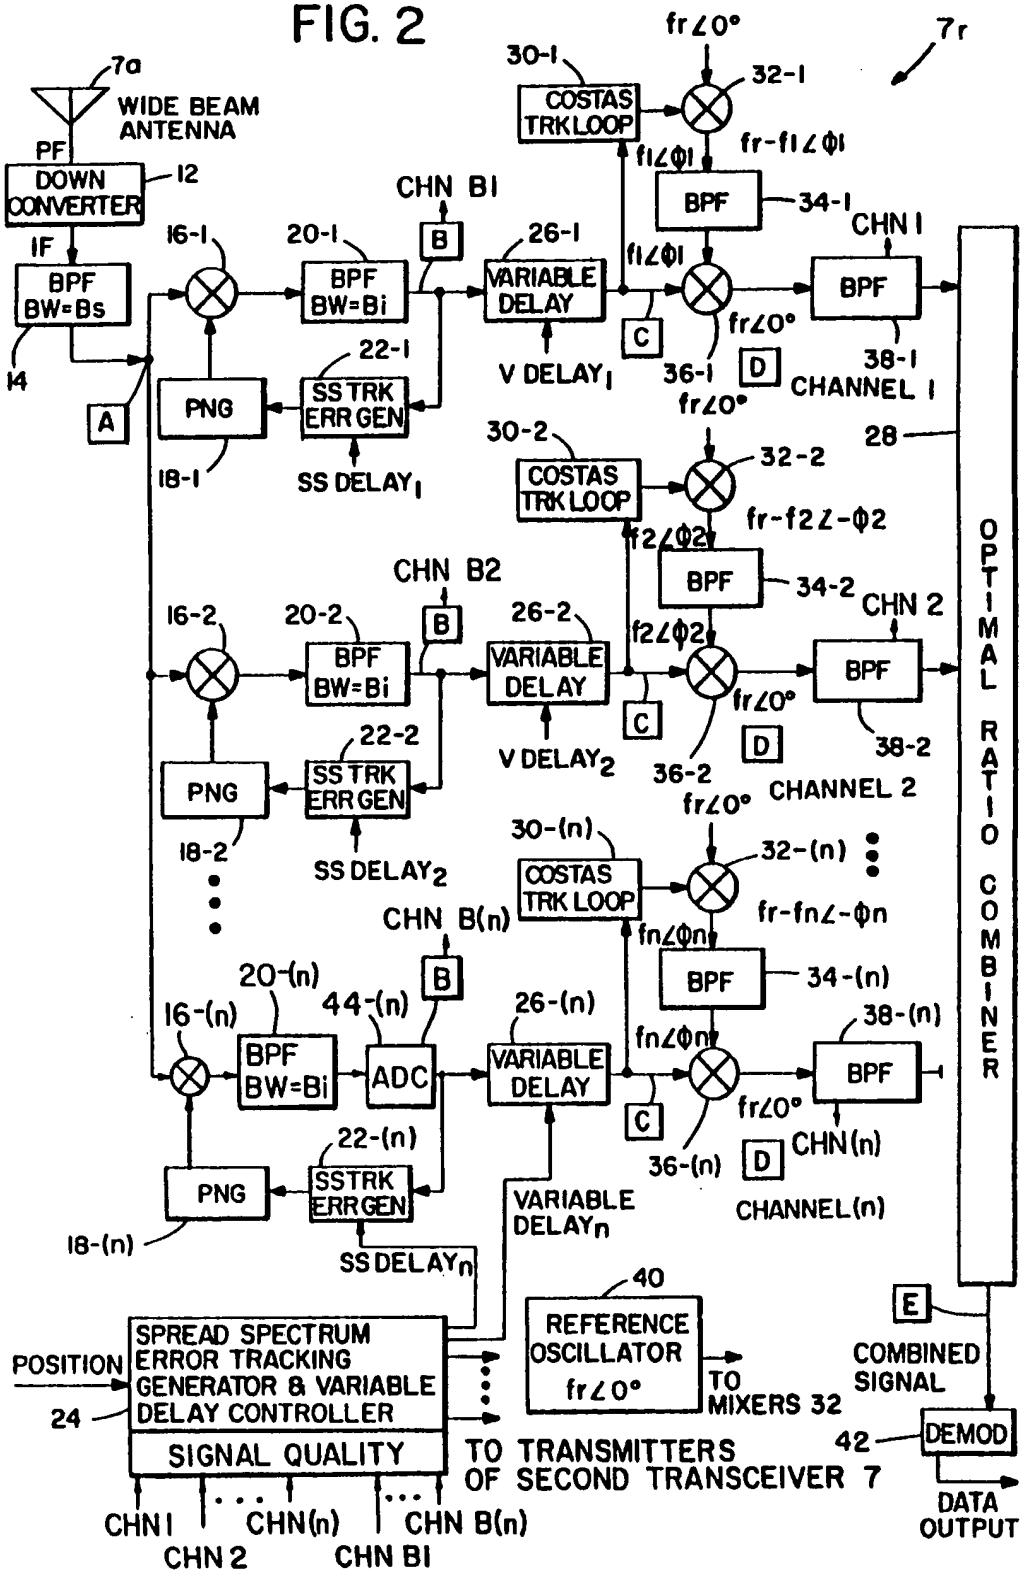 FIG. 2
7r
7a
WIDE BEAM
ANTENNA
PF
DOWN
CONVERTER
12
IF
BPF
BW=Bs
14
A
16-1
20-1
BPF
BW=Bi
CHN B1
B
26-1
VARIABLE
DELAY
V DELAY1
22-1
SS TRK
ERR GEN
PNG
18-1
SS DELAY1
30-1
COSTAS
TRK LOOP
fr∠0°
32-1
fr-f1∠ϕ1
f1∠ϕ1
BPF
34-1
f1∠ϕ1
C
36-1
fr∠0°
D
CHN 1
BPF
38-1
CHANNEL 1
28
OPTIMAL RATIO COMBINER
16-2
20-2
BPF
BW=Bi
CHN B2
B
26-2
VARIABLE
DELAY
V DELAY2
22-2
SS TRK
ERR GEN
PNG
18-2
SS DELAY2
30-2
COSTAS
TRK LOOP
fr∠0°
32-2
fr-f2∠-ϕ2
f2∠ϕ2
BPF
34-2
f2∠ϕ2
C
36-2
fr∠0°
D
CHN 2
BPF
38-2
CHANNEL 2
16-(n)
20-(n)
BPF
BW=Bi
44-(n)
ADC
CHN B(n)
B
26-(n)
VARIABLE
DELAY
VARIABLE
DELAYn
22-(n)
SS TRK
ERR GEN
PNG
18-(n)
SS DELAYn
30-(n)
COSTAS
TRK LOOP
fr∠0°
32-(n)
fr-fn∠-ϕn
fn∠ϕn
BPF
34-(n)
fn∠ϕn
C
36-(n)
fr∠0°
D
38-(n)
BPF
CHN(n)
CHANNEL(n)
POSITION
24
SPREAD SPECTRUM
ERROR TRACKING
GENERATOR & VARIABLE
DELAY CONTROLLER
SIGNAL QUALITY
CHN 1
CHN 2
CHN(n)
CHN B1
CHN B(n)
TO TRANSMITTERS
OF SECOND TRANSCEIVER 7
40
REFERENCE
OSCILLATOR
fr∠0°
TO
MIXERS 32
E
COMBINED
SIGNAL
42
DEMOD
DATA
OUTPUT